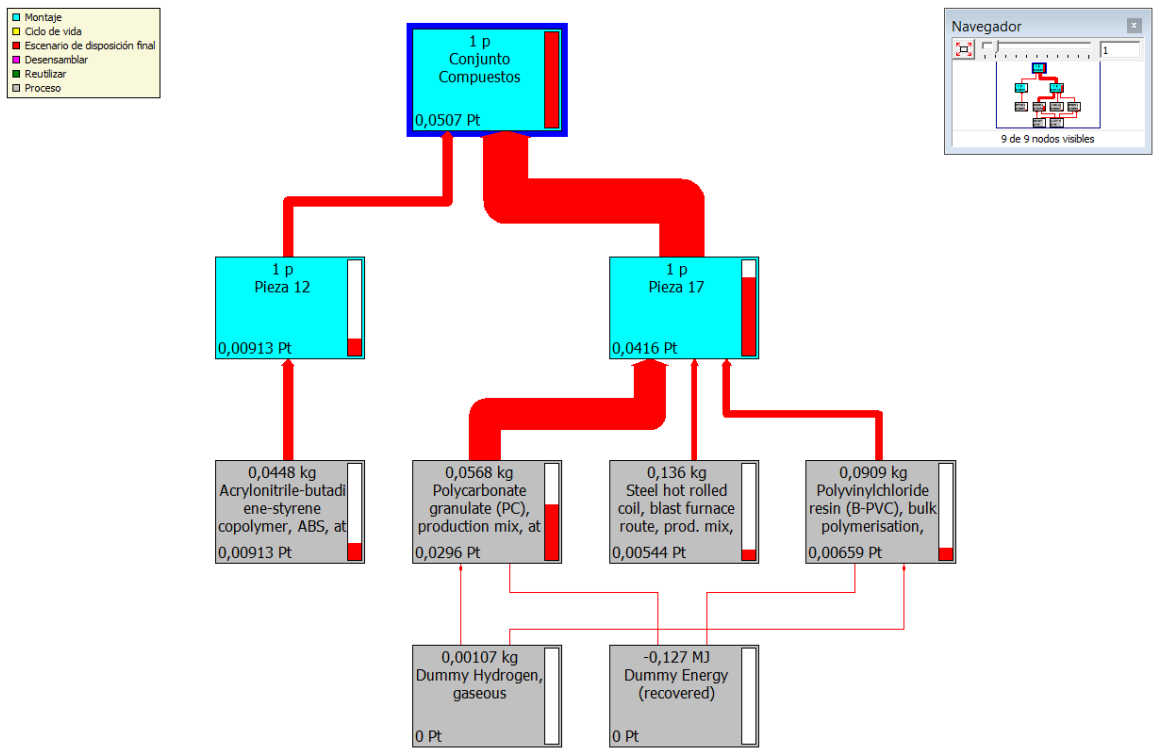 Montaje
Ciclo de vida
Escenario de disposición final
Desensamblar
Reutilizar
Proceso
Navegador
x
1
9 de 9 nodos visibles
1 p
Conjunto
Compuestos
0,0507 Pt
1 p
Pieza 12
0,00913 Pt
1 p
Pieza 17
0,0416 Pt
0,0448 kg
Acrylonitrile-butadi
ene-styrene
copolymer, ABS, at
0,00913 Pt
0,0568 kg
Polycarbonate
granulate (PC),
production mix, at
0,0296 Pt
0,136 kg
Steel hot rolled
coil, blast furnace
route, prod. mix,
0,00544 Pt
0,0909 kg
Polyvinylchloride
resin (B-PVC), bulk
polymerisation,
0,00659 Pt
0,00107 kg
Dummy Hydrogen,
gaseous
0 Pt
-0,127 MJ
Dummy Energy
(recovered)
0 Pt